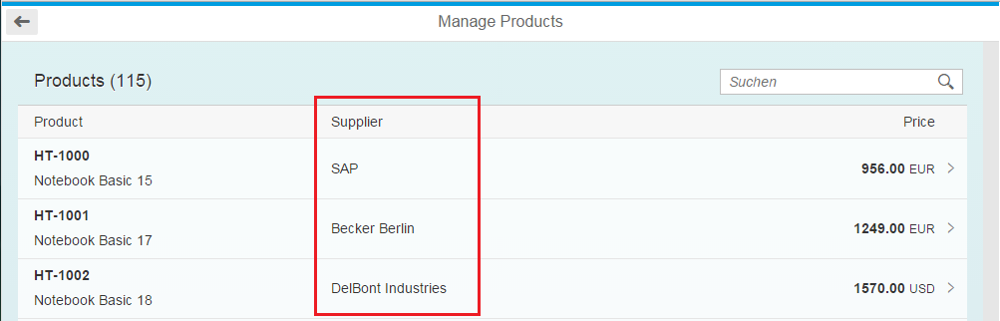 Manage Products
Products (115)
Suchen
Product Supplier Price
HT-1000
Notebook Basic 15
SAP
956.00 EUR
HT-1001
Notebook Basic 17
Becker Berlin
1249.00 EUR
HT-1002
Notebook Basic 18
DelBont Industries
1570.00 USD